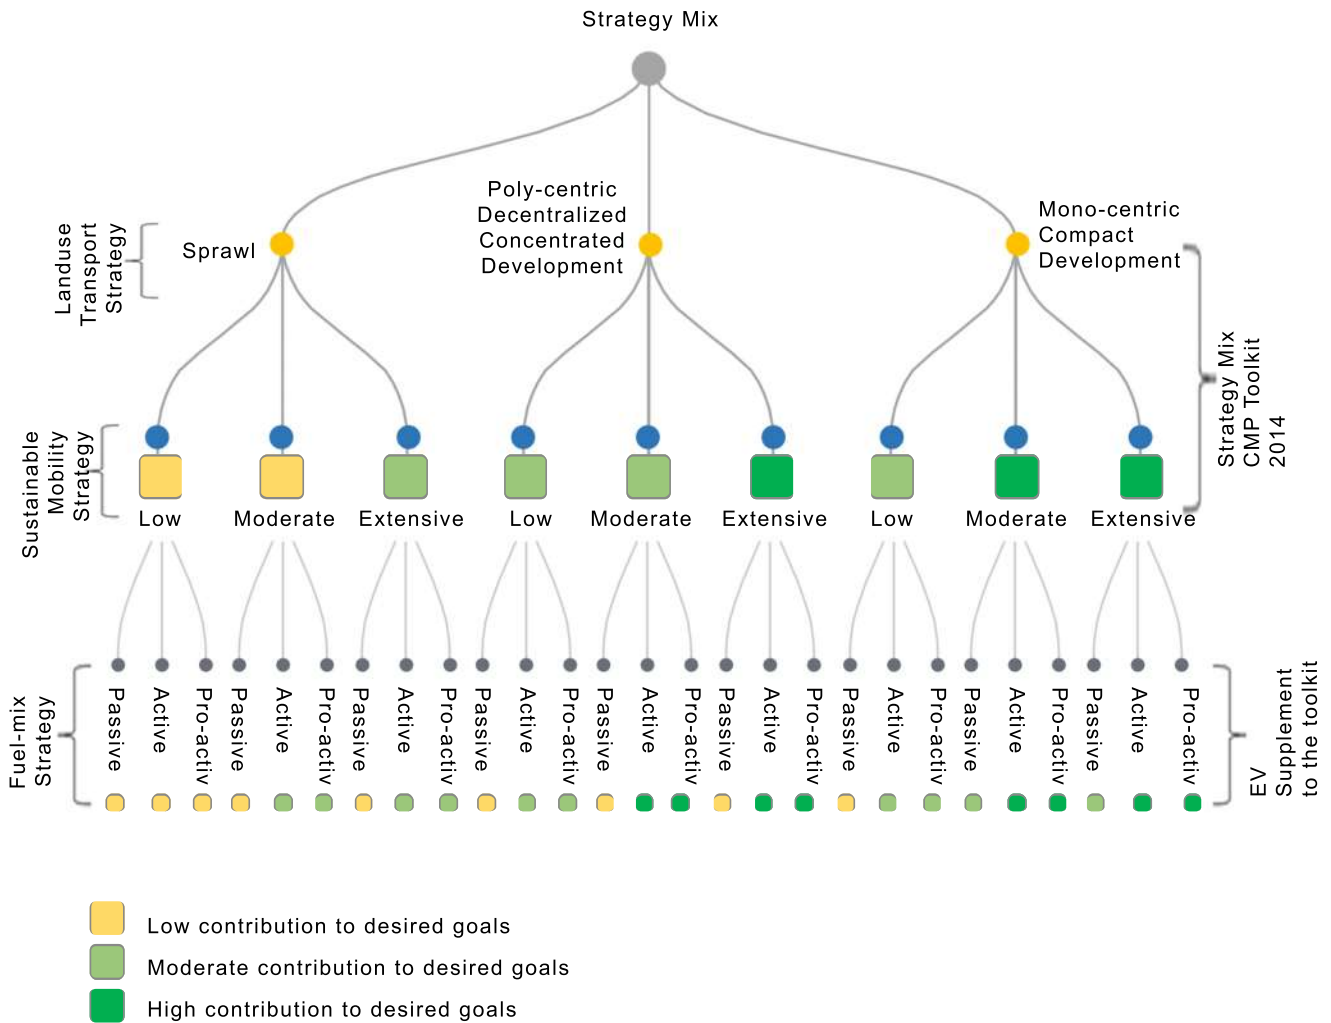 Strategy Mix
Landuse
Transport
Strategy
Sprawl
Poly-centric
Decentralized
Concentrated
Development
Mono-centric
Compact
Development
Strategy Mix
CMP Toolkit
2014
Sustainable
Mobility
Strategy
Low
Moderate
Extensive
Low
Moderate
Extensive
Low
Moderate
Extensive
Fuel-mix
Strategy
Passive
Active
Pro-activ
Passive
Active
Pro-activ
Passive
Active
Pro-activ
Passive
Active
Pro-activ
Passive
Active
Pro-activ
Passive
Active
Pro-activ
Passive
Active
Pro-activ
Passive
Active
Pro-activ
Passive
Active
Pro-activ
EV
Supplement
to the toolkit
Low contribution to desired goals
Moderate contribution to desired goals
High contribution to desired goals